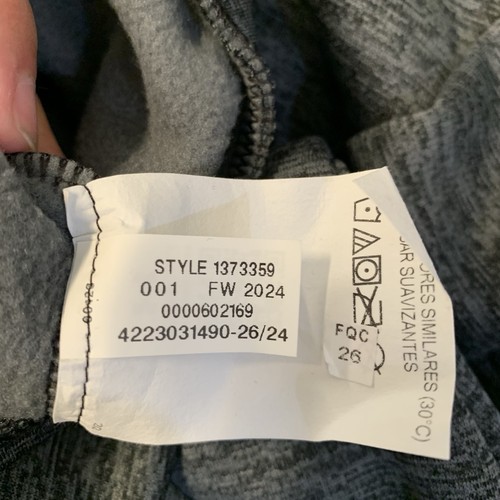 STYLE 1373359
001 FW 2024
0000602169
4223031490-26/24
FQC
26
ORES SIMILARES (30°C)
AR SUAVIZANTES